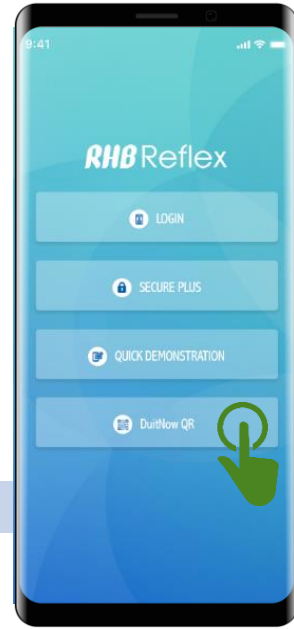 9:41
RHB Reflex
LOGIN
SECURE PLUS
QUICK DEMONSTRATION
DuitNow QR